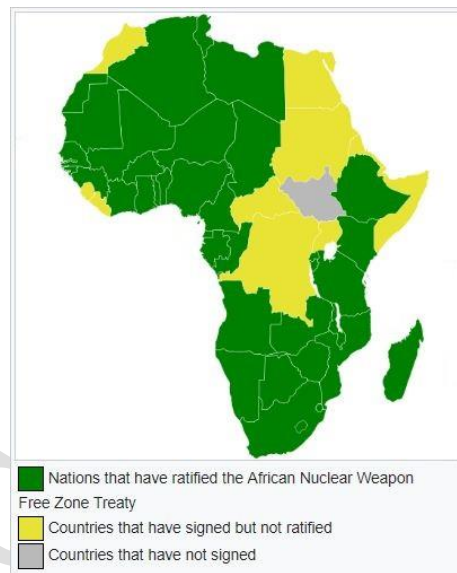 Nations that have ratified the African Nuclear Weapon
Free Zone Treaty
Countries that have signed but not ratified
Countries that have not signed